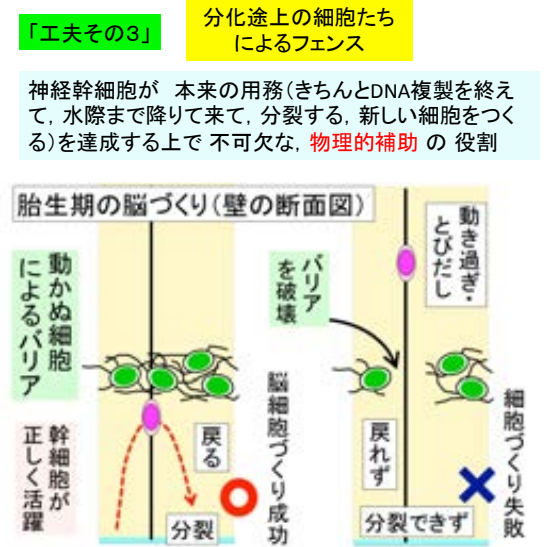 「工夫その3」
分化途上の細胞たち
によるフェンス
神経幹細胞が 本来の用務(きちんとDNA複製を終え
て, 水際まで降りて来て, 分裂する, 新しい細胞をつく
る)を達成する上で 不可欠な, 物理的補助 の 役割
胎生期の脳づくり(壁の断面図)
動かぬ細胞
によるバリア
幹細胞が
正しく活躍
戻る
分裂
脳細胞づくり成功
バリア
を破壊
動き過ぎ・
とびだし
戻れず
分裂できず
細胞づくり失敗